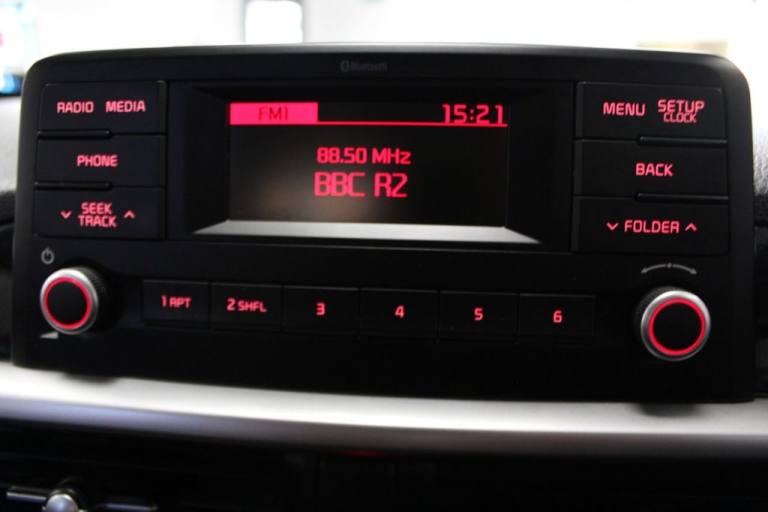 Bluetooth
RADIO MEDIA
PHONE
SEEK
TRACK
FM1 15:21
88.50 MHz
BBC R2
MENU SETUP
CLOCK
BACK
FOLDER
1 RPT 2 SHFL 3 4 5 6